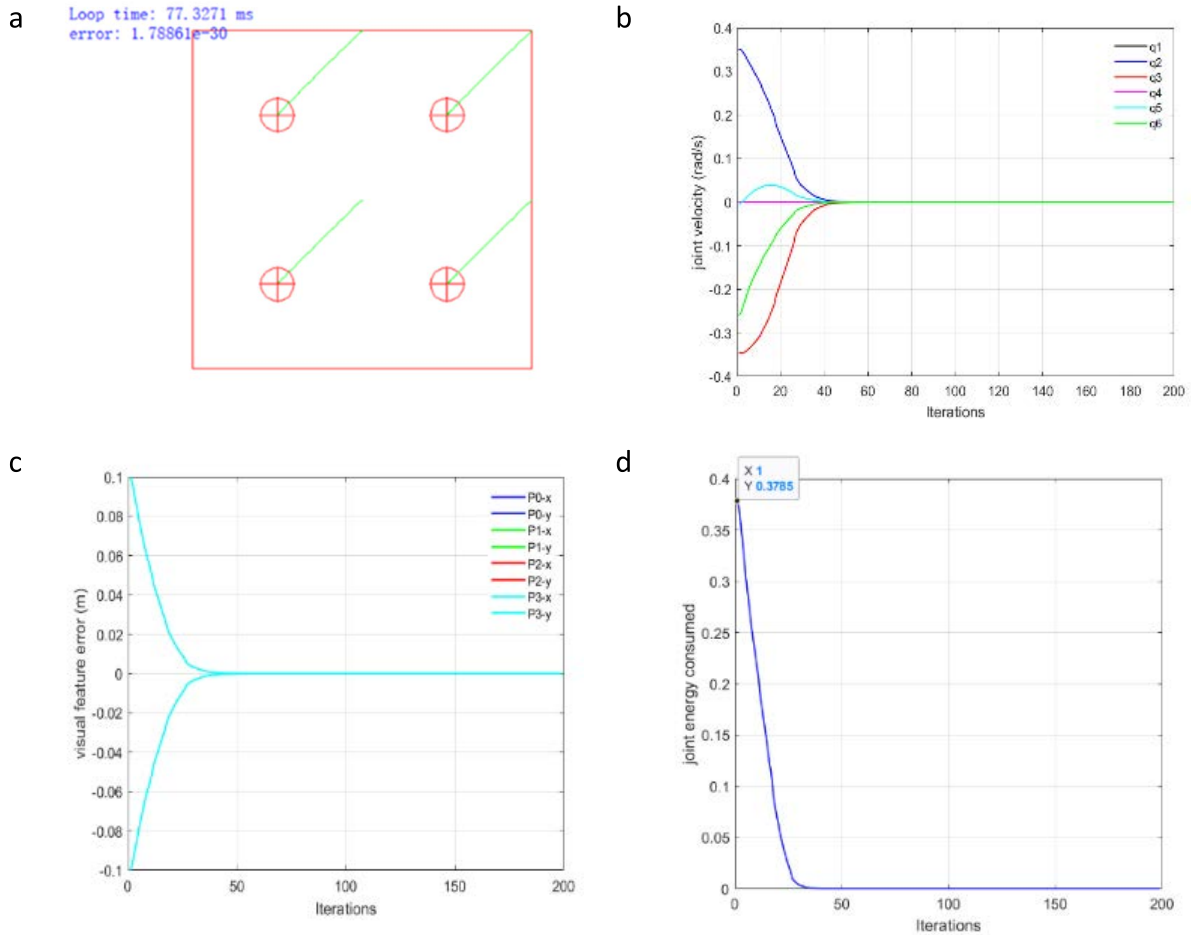 a
Loop time: 77.3271 ms
error: 1.78861e-30
b
0.4
0.3
0.2
0.1
0
-0.1
-0.2
-0.3
-0.4
joint velocity (rad/s)
q1
q2
q3
q4
q5
q6
0 20 40 60 80 100 120 140 160 180 200
Iterations
c
0.1
0.08
0.06
0.04
0.02
0
-0.02
-0.04
-0.06
-0.08
-0.1
visual feature error (m)
P0-x
P0-y
P1-x
P1-y
P2-x
P2-y
P3-x
P3-y
0 50 100 150 200
Iterations
d
X 1
Y 0.3785
0.4
0.35
0.3
0.25
0.2
0.15
0.1
0.05
0
joint energy consumed
0 50 100 150 200
Iterations